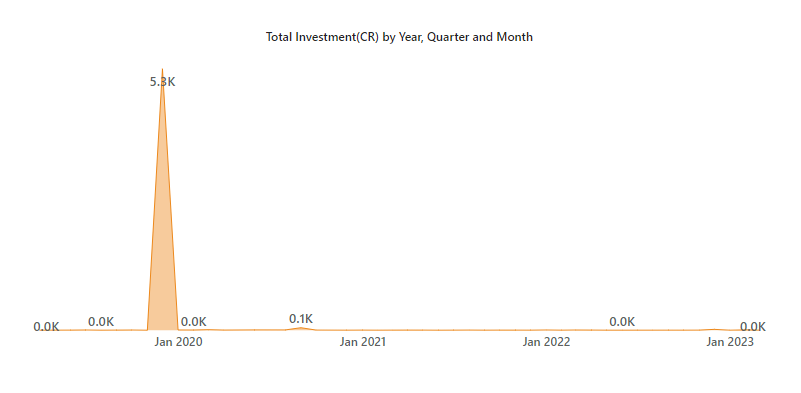 Total Investment(CR) by Year, Quarter and Month
5.3K
0.0K
0.0K
0.0K
0.1K
0.0K
0.0K
Jan 2020
Jan 2021
Jan 2022
Jan 2023